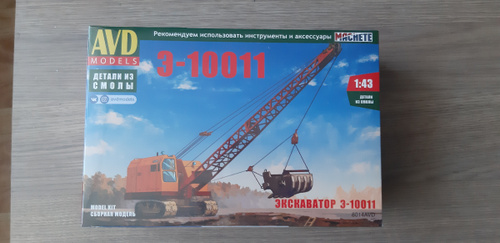 Рекомендуем использовать инструменты и аксессуары
MACHETE
AVD
MODELS
Э-10011
ДЕТАЛИ ИЗ
СМОЛЫ
1:43
ДЕТАЛИ
ИЗ СМОЛЫ
MODEL KIT
СБОРНАЯ МОДЕЛЬ
ЭКСКАВАТОР Э-10011